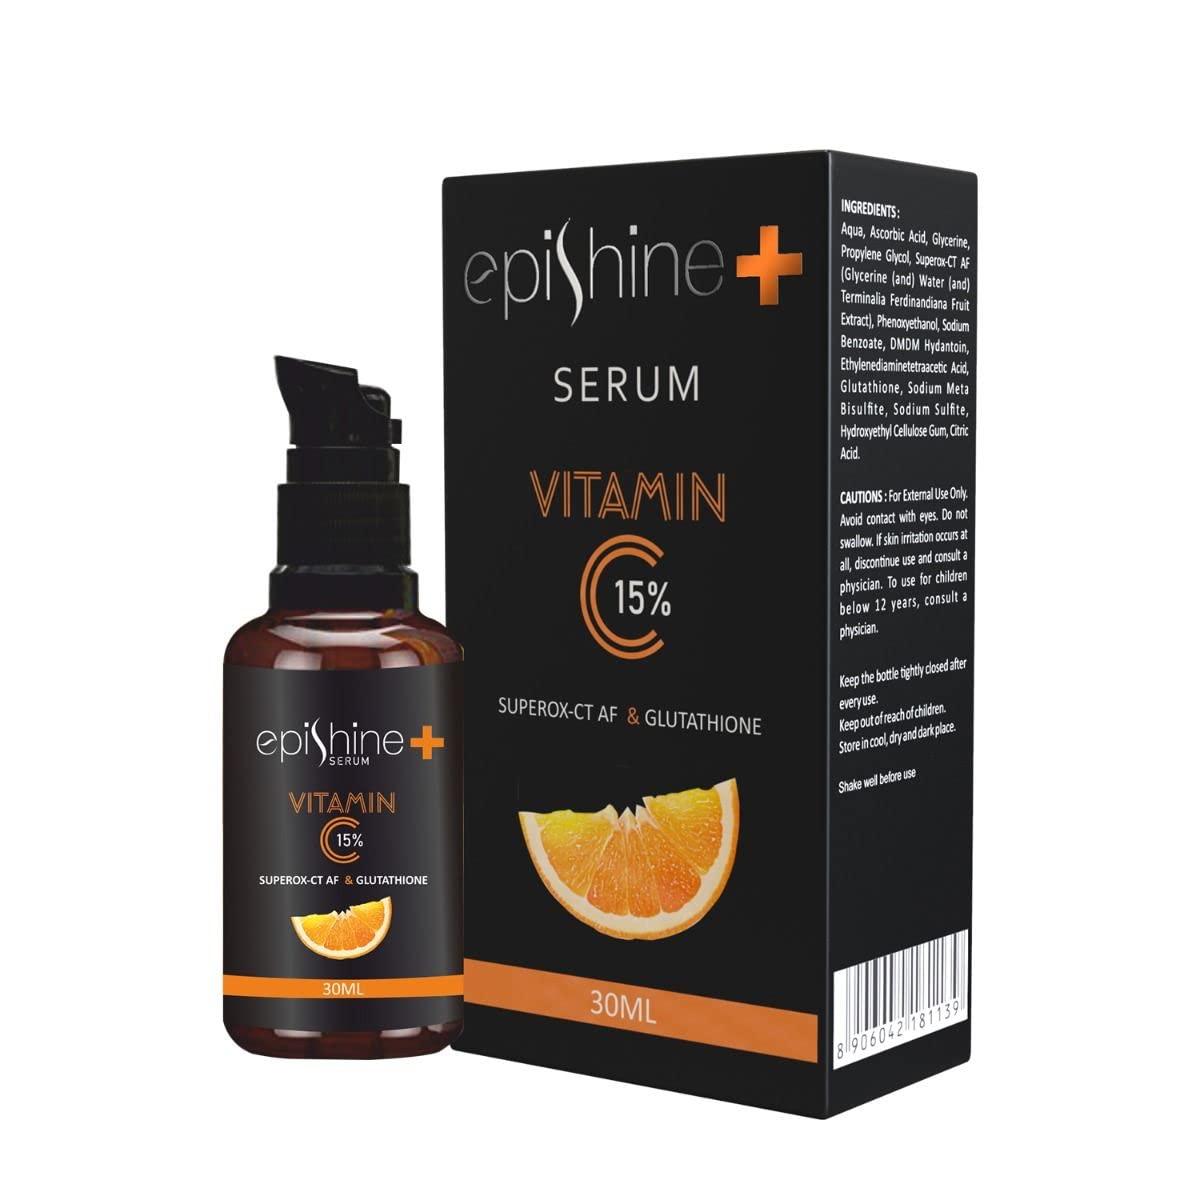 epishine+
SERUM
VITAMIN
C 15%
SUPEROX-CT AF & GLUTATHIONE
30ML
epishine+
SERUM
VITAMIN
C 15%
SUPEROX-CT AF & GLUTATHIONE
30ML
INGREDIENTS :
Aqua, Ascorbic Acid, Glycerine,
Propylene Glycol, Superox-CT AF
(Glycerine (and) Water (and)
Terminalia Ferdinandiana Fruit
Extract), Phenoxyethanol, Sodium
Benzoate, DMDM Hydantoin,
Ethylenediaminetetraacetic Acid,
Glutathione, Sodium Meta
Bisulfite, Sodium Sulfite,
Hydroxyethyl Cellulose Gum, Citric
Acid.
CAUTIONS : For External Use Only.
Avoid contact with eyes. Do not
swallow. If skin irritation occurs at
all, discontinue use and consult a
physician. To use for children
below 12 years, consult a
physician.
Keep the bottle tightly closed after
every use.
Keep out of reach of children.
Store in cool, dry and dark place.
Shake well before use
8 906042 181139